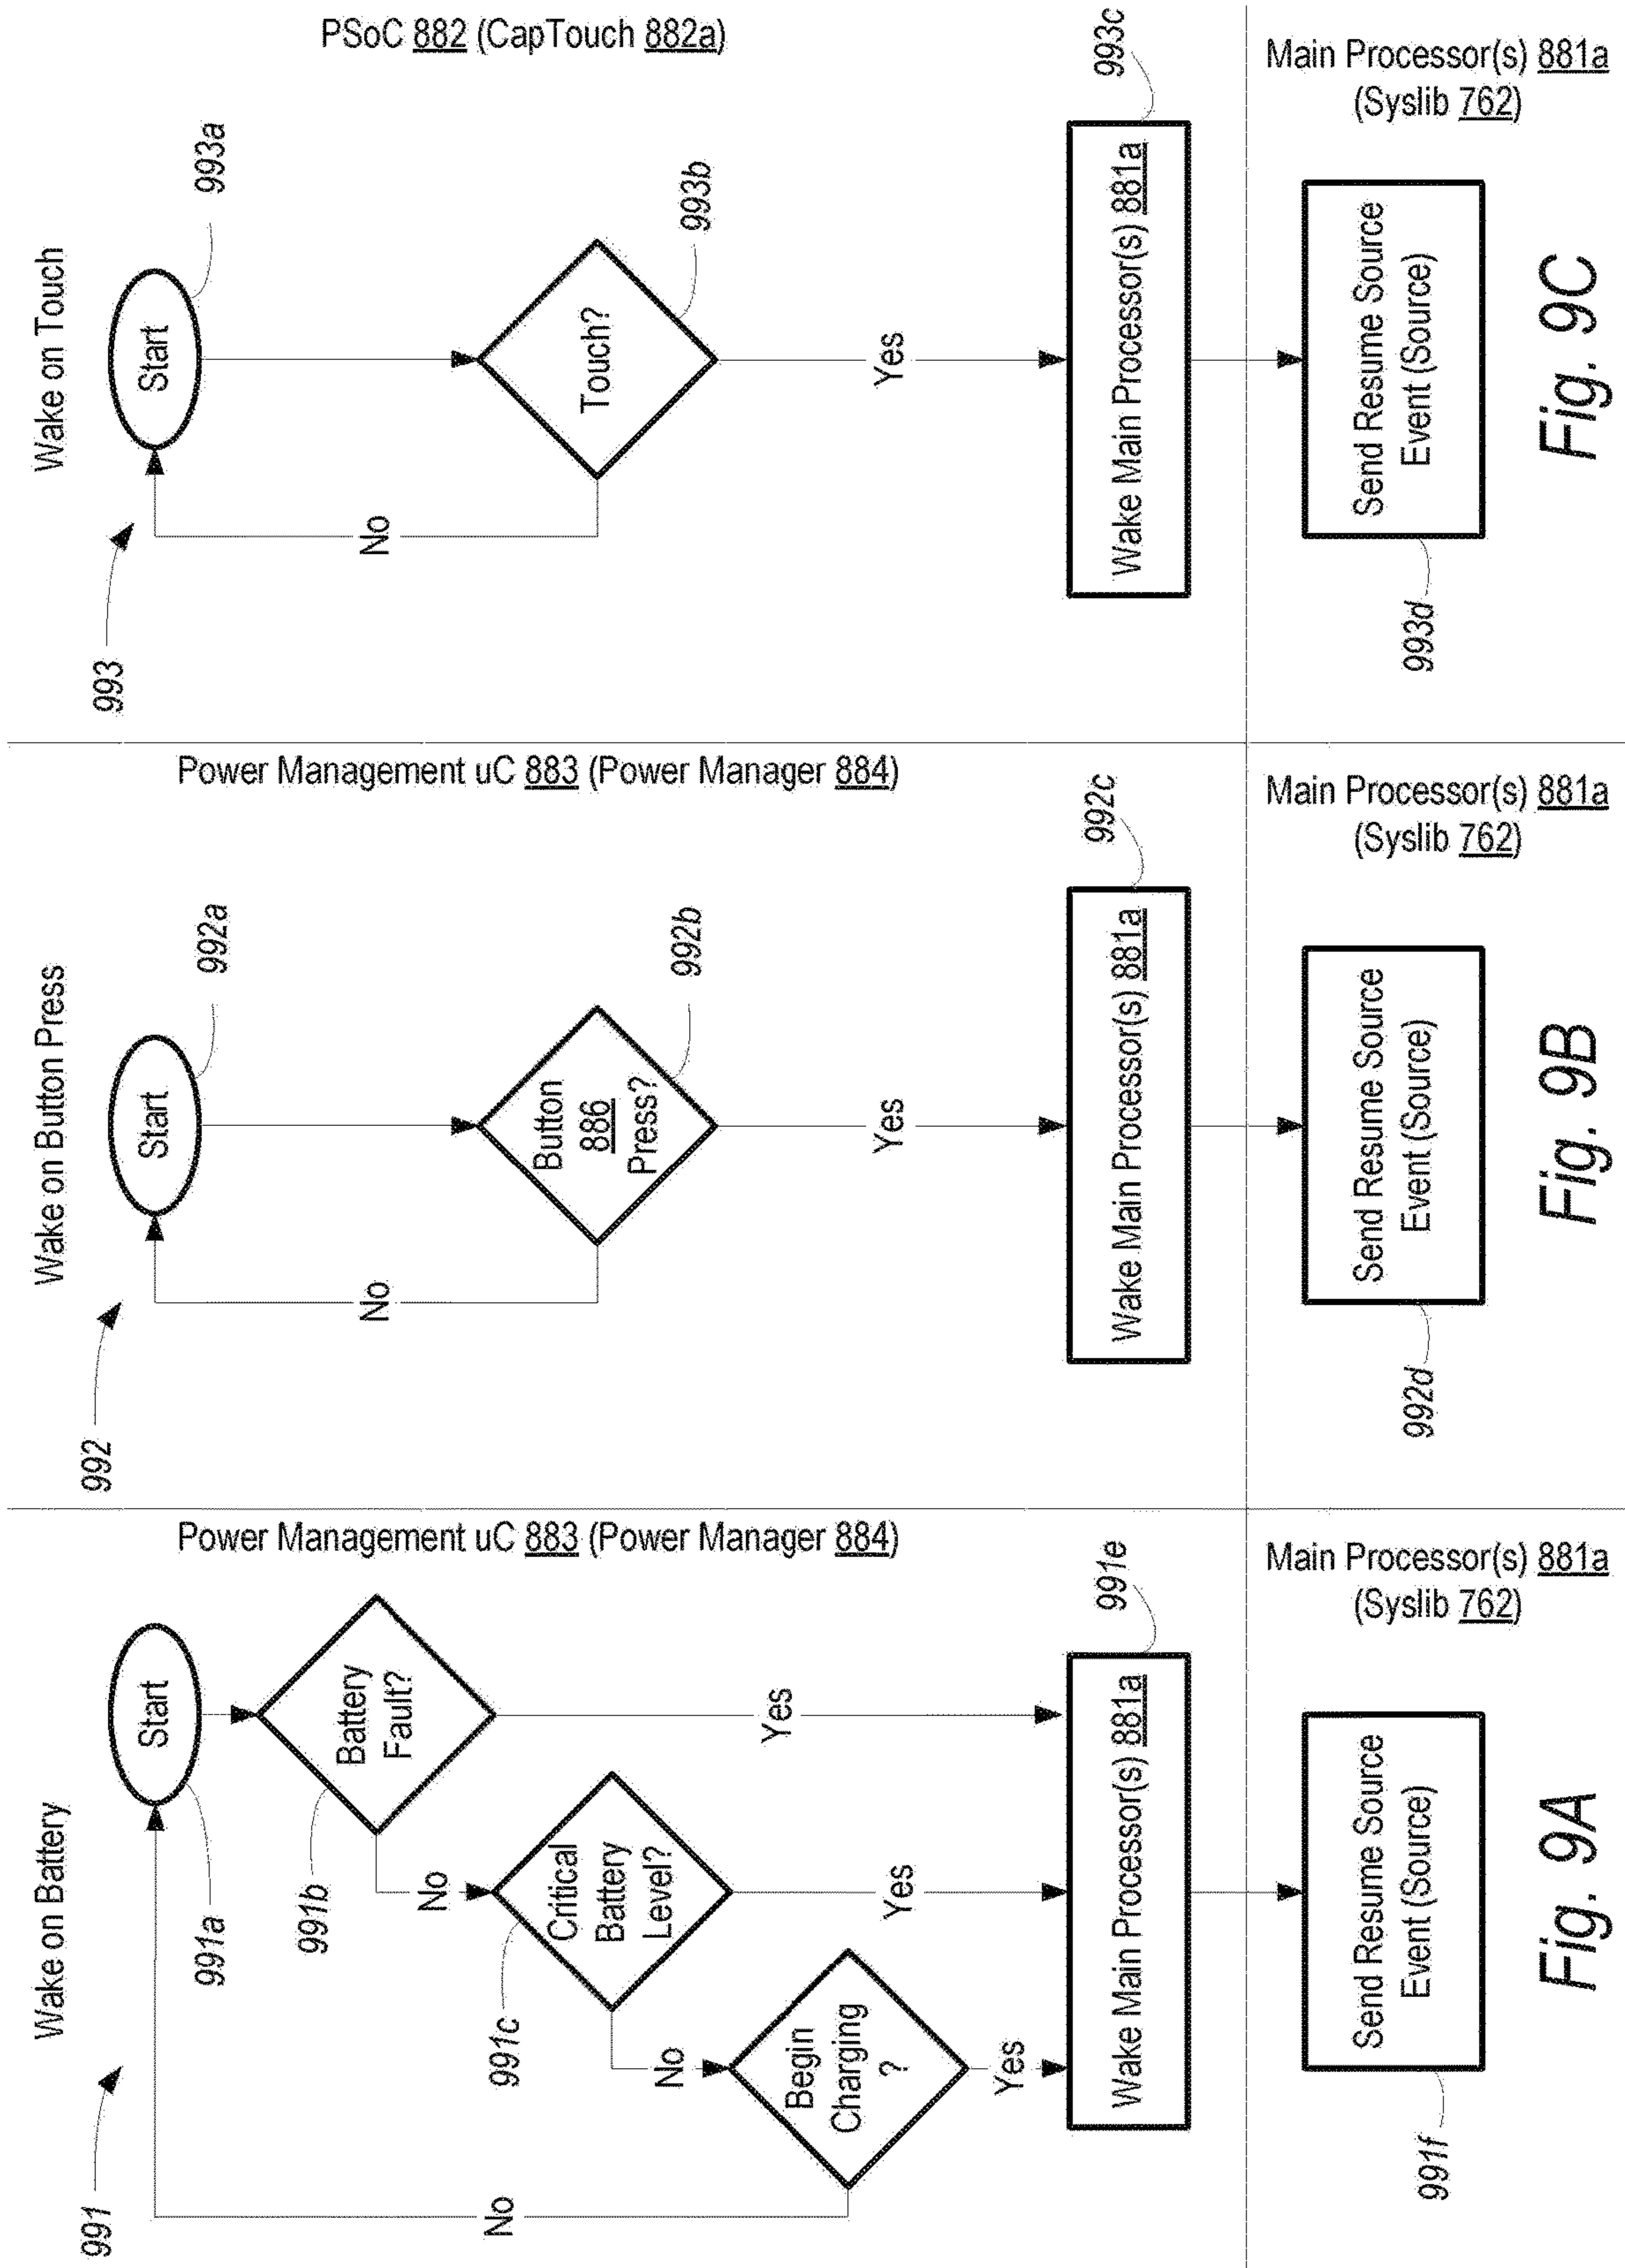 Wake on Battery
991
Power Management uC 883 (Power Manager 884)
Start
991a
Battery
Fault?
991b
No
Yes
Critical
Battery
Level?
991c
No
Yes
Begin
Charging
?
No
Yes
Wake Main Processor(s) 881a
991e
Main Processor(s) 881a
(Syslib 762)
Send Resume Source
Event (Source)
991f
Fig. 9A
Wake on Button Press
992
Power Management uC 883 (Power Manager 884)
Start
992a
Button
886
Press?
992b
No
Yes
Wake Main Processor(s) 881a
992c
Main Processor(s) 881a
(Syslib 762)
Send Resume Source
Event (Source)
992d
Fig. 9B
Wake on Touch
993
PSoC 882 (CapTouch 882a)
Start
993a
Touch?
993b
No
Yes
Wake Main Processor(s) 881a
993c
Main Processor(s) 881a
(Syslib 762)
Send Resume Source
Event (Source)
993d
Fig. 9C